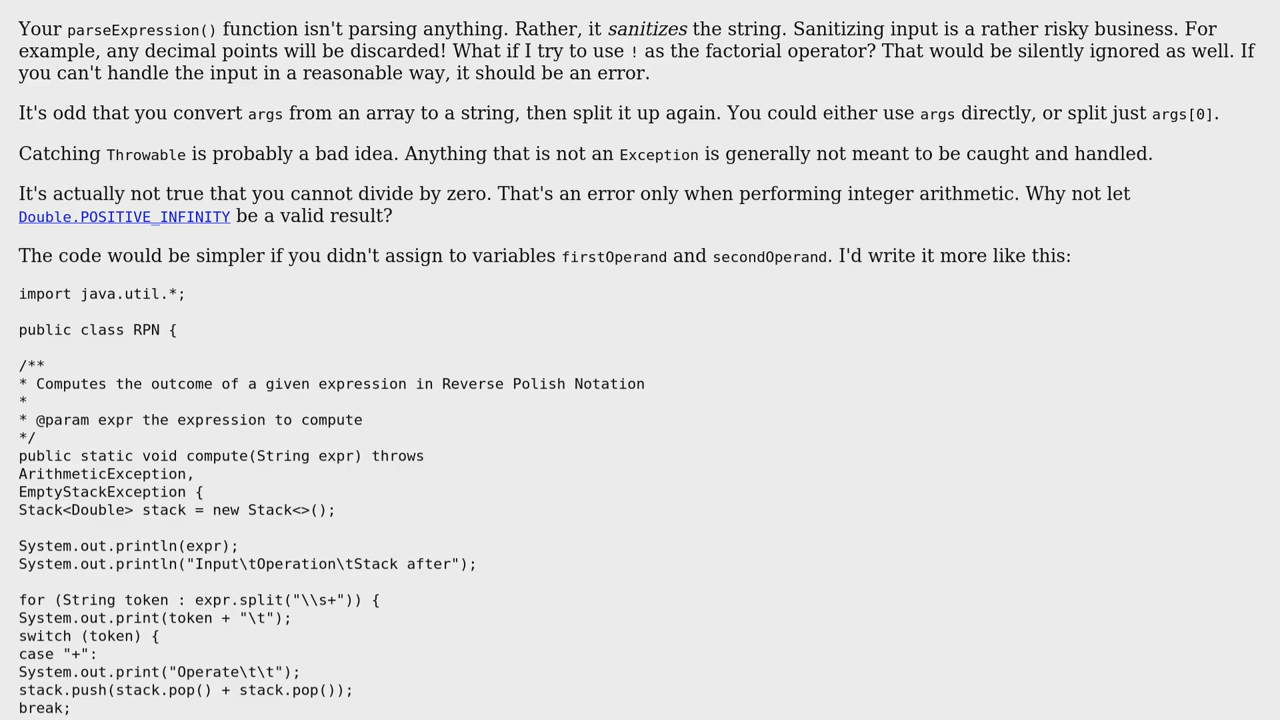 Your parseExpression() function isn't parsing anything. Rather, it sanitizes the string. Sanitizing input is a rather risky business. For
example, any decimal points will be discarded! What if I try to use ! as the factorial operator? That would be silently ignored as well. If
you can't handle the input in a reasonable way, it should be an error.
It's odd that you convert args from an array to a string, then split it up again. You could either use args directly, or split just args[0].
Catching Throwable is probably a bad idea. Anything that is not an Exception is generally not meant to be caught and handled.
It's actually not true that you cannot divide by zero. That's an error only when performing integer arithmetic. Why not let
Double.POSITIVE_INFINITY be a valid result?
The code would be simpler if you didn't assign to variables firstOperand and secondOperand. I'd write it more like this:
import java.util.*;
public class RPN {
/**
* Computes the outcome of a given expression in Reverse Polish Notation
*
* @param expr the expression to compute
*/
public static void compute(String expr) throws
ArithmeticException,
EmptyStackException {
Stack<Double> stack = new Stack<>();
System.out.println(expr);
System.out.println("Input\tOperation\tStack after");
for (String token : expr.split("\\s+")) {
System.out.print(token + "\t");
switch (token) {
case "+":
System.out.print("Operate\t\t");
stack.push(stack.pop() + stack.pop());
break;